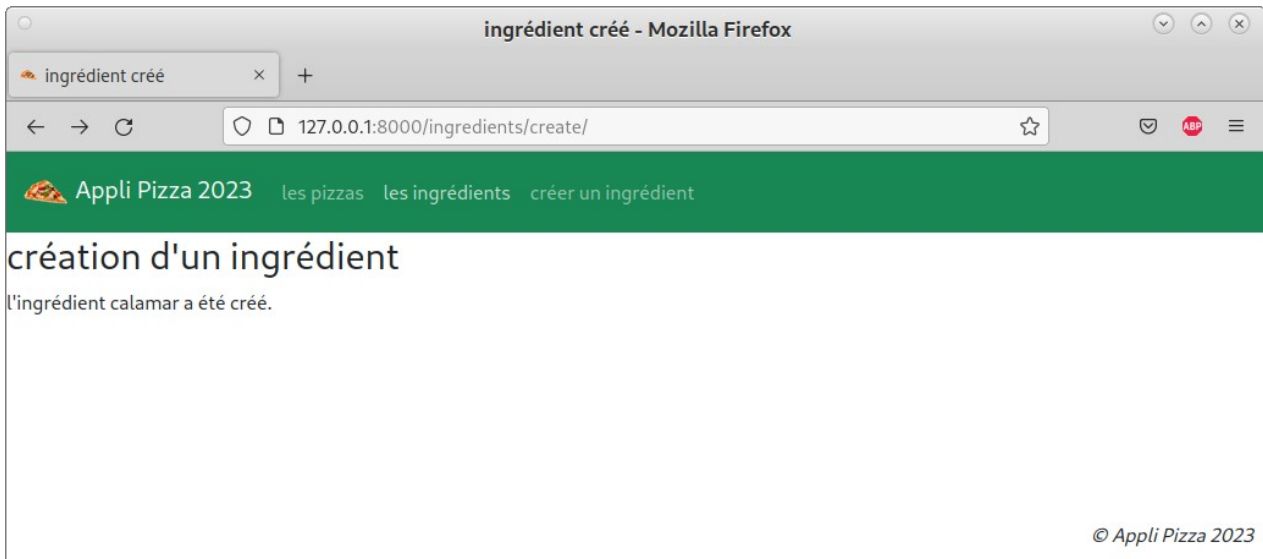 ingrédient créé - Mozilla Firefox
ingrédient créé
127.0.0.1:8000/ingredients/create/
ABP
Appli Pizza 2023 les pizzas les ingrédients créer un ingrédient
création d'un ingrédient
l'ingrédient calamar a été créé.
© Appli Pizza 2023